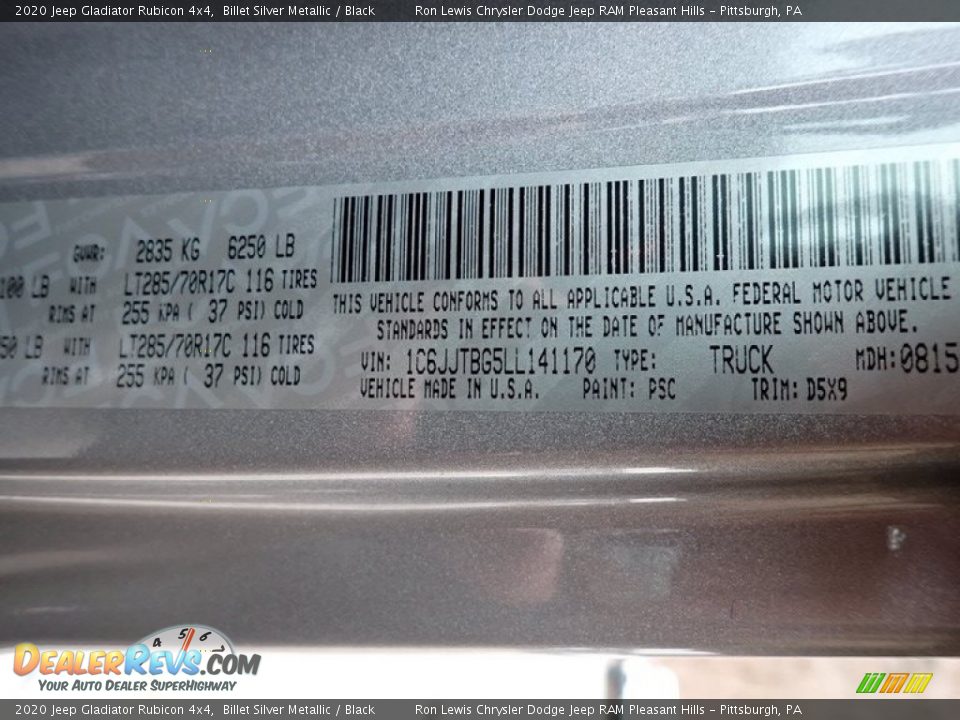 2020 Jeep Gladiator Rubicon 4x4, Billet Silver Metallic / Black Ron Lewis Chrysler Dodge Jeep RAM Pleasant Hills - Pittsburgh, PA
GVWR: 2835 KG 6250 LB
100 LB WITH LT285/70R17C 116 TIRES
RIMS AT 255 KPA ( 37 PSI) COLD
50 LB WITH LT285/70R17C 116 TIRES
RIMS AT 255 KPA ( 37 PSI) COLD
THIS VEHICLE CONFORMS TO ALL APPLICABLE U.S.A. FEDERAL MOTOR VEHICLE
STANDARDS IN EFFECT ON THE DATE OF MANUFACTURE SHOWN ABOVE.
VIN: 1C6JJTBG5LL141170 TYPE: TRUCK MDH:0815
VEHICLE MADE IN U.S.A. PAINT: PSC TRIM: D5X9
4 5 6
DEALERREVS.COM
YOUR AUTO DEALER SUPERHIGHWAY
2020 Jeep Gladiator Rubicon 4x4, Billet Silver Metallic / Black Ron Lewis Chrysler Dodge Jeep RAM Pleasant Hills - Pittsburgh, PA